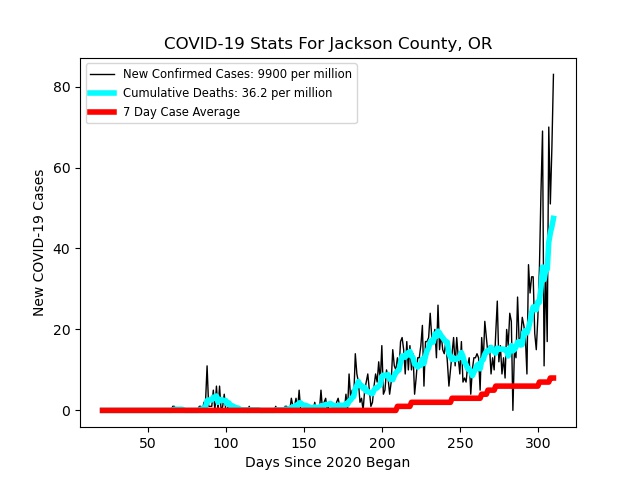 COVID-19 Stats For Jackson County, OR
New Confirmed Cases: 9900 per million
Cumulative Deaths: 36.2 per million
7 Day Case Average
80
60
40
20
0
New COVID-19 Cases
50 100 150 200 250 300
Days Since 2020 Began